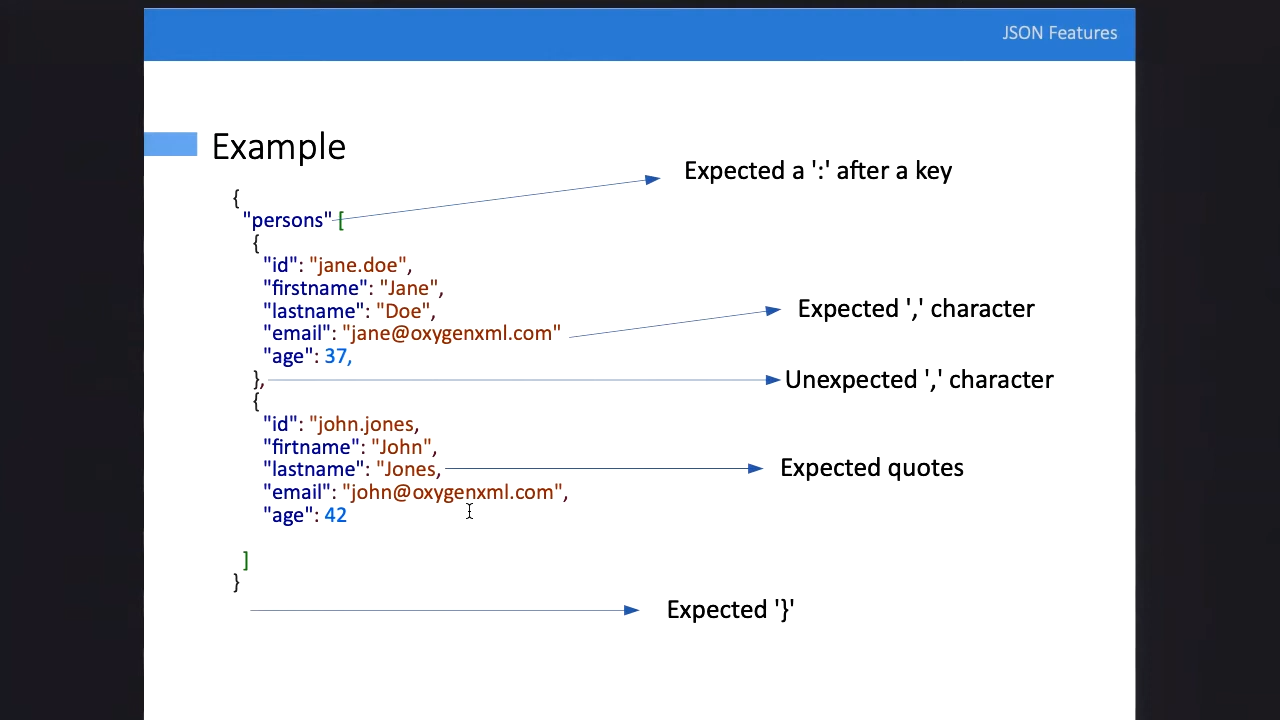 JSON Features
Example
Expected a ':' after a key
{
"persons" [
{
"id": "jane.doe",
"firstname": "Jane",
"lastname": "Doe",
Expected ',' character
"email": "jane@oxygenxml.com"
"age": 37,
},
Unexpected ',' character
{
"id": "john.jones,
"firtname": "John",
"lastname": "Jones,
Expected quotes
"email": "john@oxygenxml.com",
"age": 42
]
}
Expected '}'